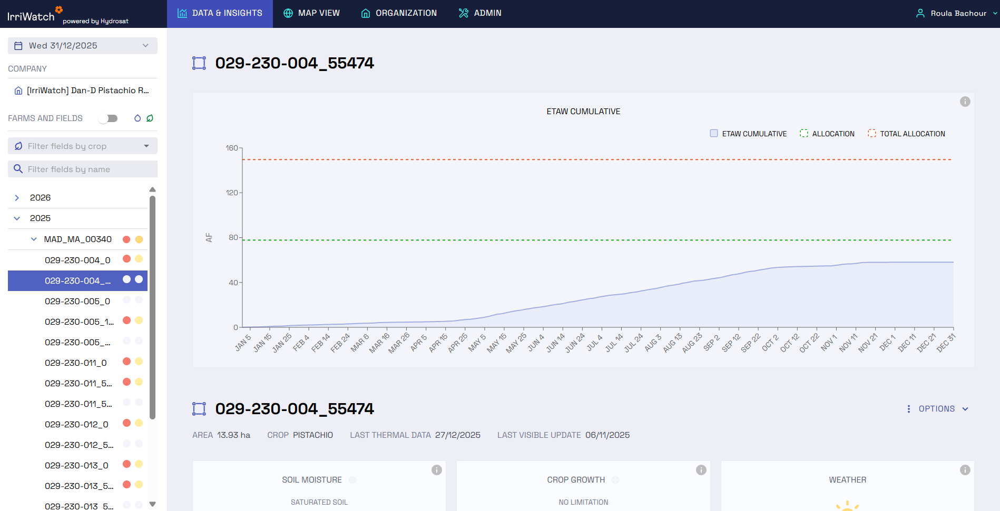 IrriWatch powered by Hydrosat
DATA & INSIGHTS
MAP VIEW
ORGANIZATION
ADMIN
Roula Bachour
Wed 31/12/2025
COMPANY
[IrriWatch] Dan-D Pistachio R...
FARMS AND FIELDS
Filter fields by crop
Filter fields by name
2026
2025
MAD_MA_00340
029-230-004_0
029-230-004_...
029-230-005_0
029-230-005_1...
029-230-005_...
029-230-011_0
029-230-011_5...
029-230-011_5...
029-230-012_0
029-230-012_5...
029-230-013_0
029-230-013_5...
029-230-013_5...
029-230-004_55474
ETAW CUMULATIVE
ETAW CUMULATIVE ALLOCATION TOTAL ALLOCATION
160
120
80
40
0
AF
JAN 5 JAN 15 JAN 25 FEB 4 FEB 14 FEB 24 MAR 6 MAR 16 MAR 26 APR 5 APR 15 APR 25 MAY 5 MAY 15 MAY 25 JUN 4 JUN 14 JUN 24 JUL 4 JUL 14 JUL 24 AUG 3 AUG 13 AUG 23 SEP 2 SEP 12 SEP 22 OCT 2 OCT 12 OCT 22 NOV 1 NOV 11 NOV 21 DEC 1 DEC 11 DEC 21 DEC 31
029-230-004_55474
OPTIONS
AREA 13.93 ha CROP PISTACHIO LAST THERMAL DATA 27/12/2025 LAST VISIBLE UPDATE 06/11/2025
SOIL MOISTURE
SATURATED SOIL
CROP GROWTH
NO LIMITATION
WEATHER